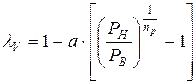 λ_V = 1 − a · [ ( P_H / P_B )^{1/n_p} − 1 ]